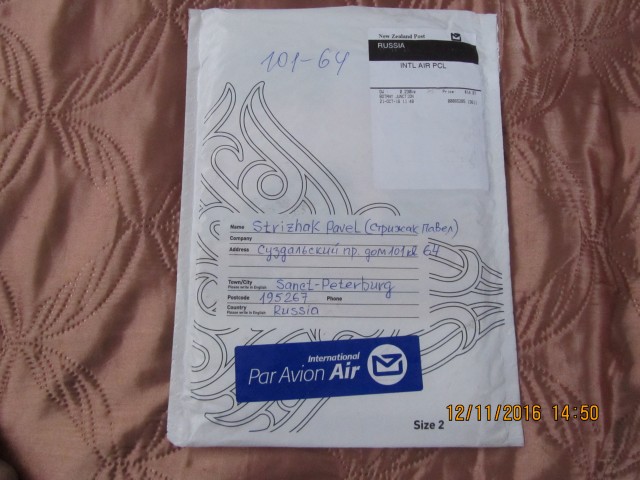 New Zealand Post
RUSSIA
INTL AIR PCL
101-64
Name Strizhak Pavel (Стрижак Павел)
Company
Address Суздальский пр. дом 101 кв 64
Town/City Sanct-Peterburg
Please write in English
Postcode 195267 Phone
Country Russia
Please write in English
International
Par Avion Air
Size 2
12/11/2016 14:50